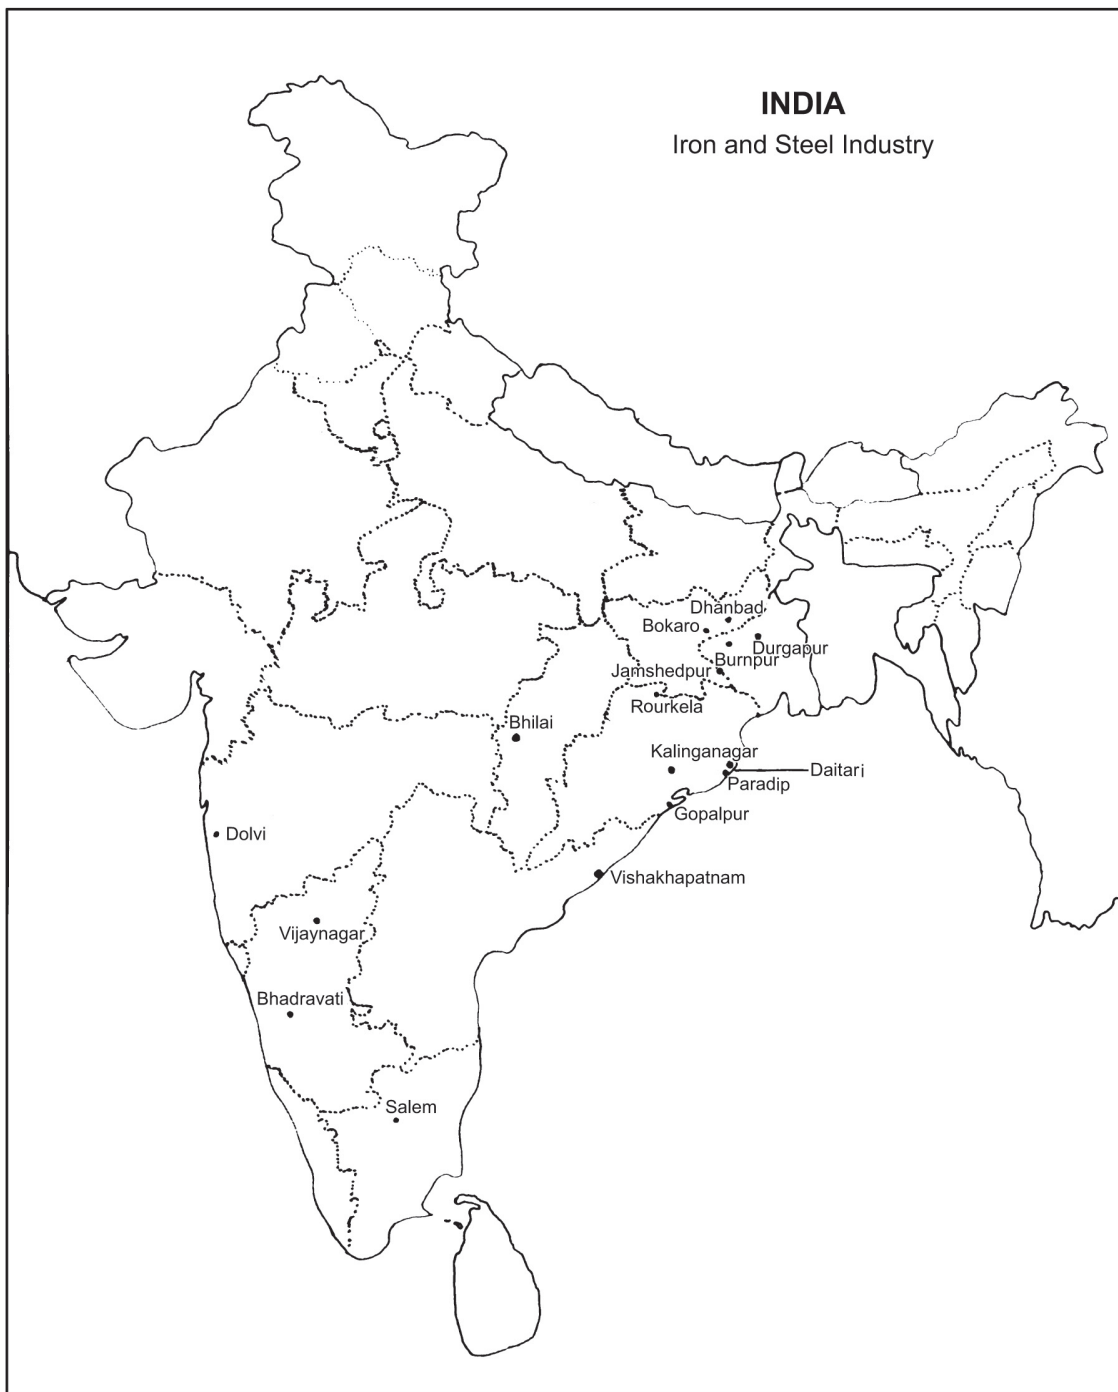 INDIA
Iron and Steel Industry
Dhanbad
Bokaro
Durgapur
Burnpur
Jamshedpur
Rourkela
Bhilai
Kalinganagar
Daitari
Paradip
Gopalpur
Dolvi
Vishakhapatnam
Vijaynagar
Bhadravati
Salem